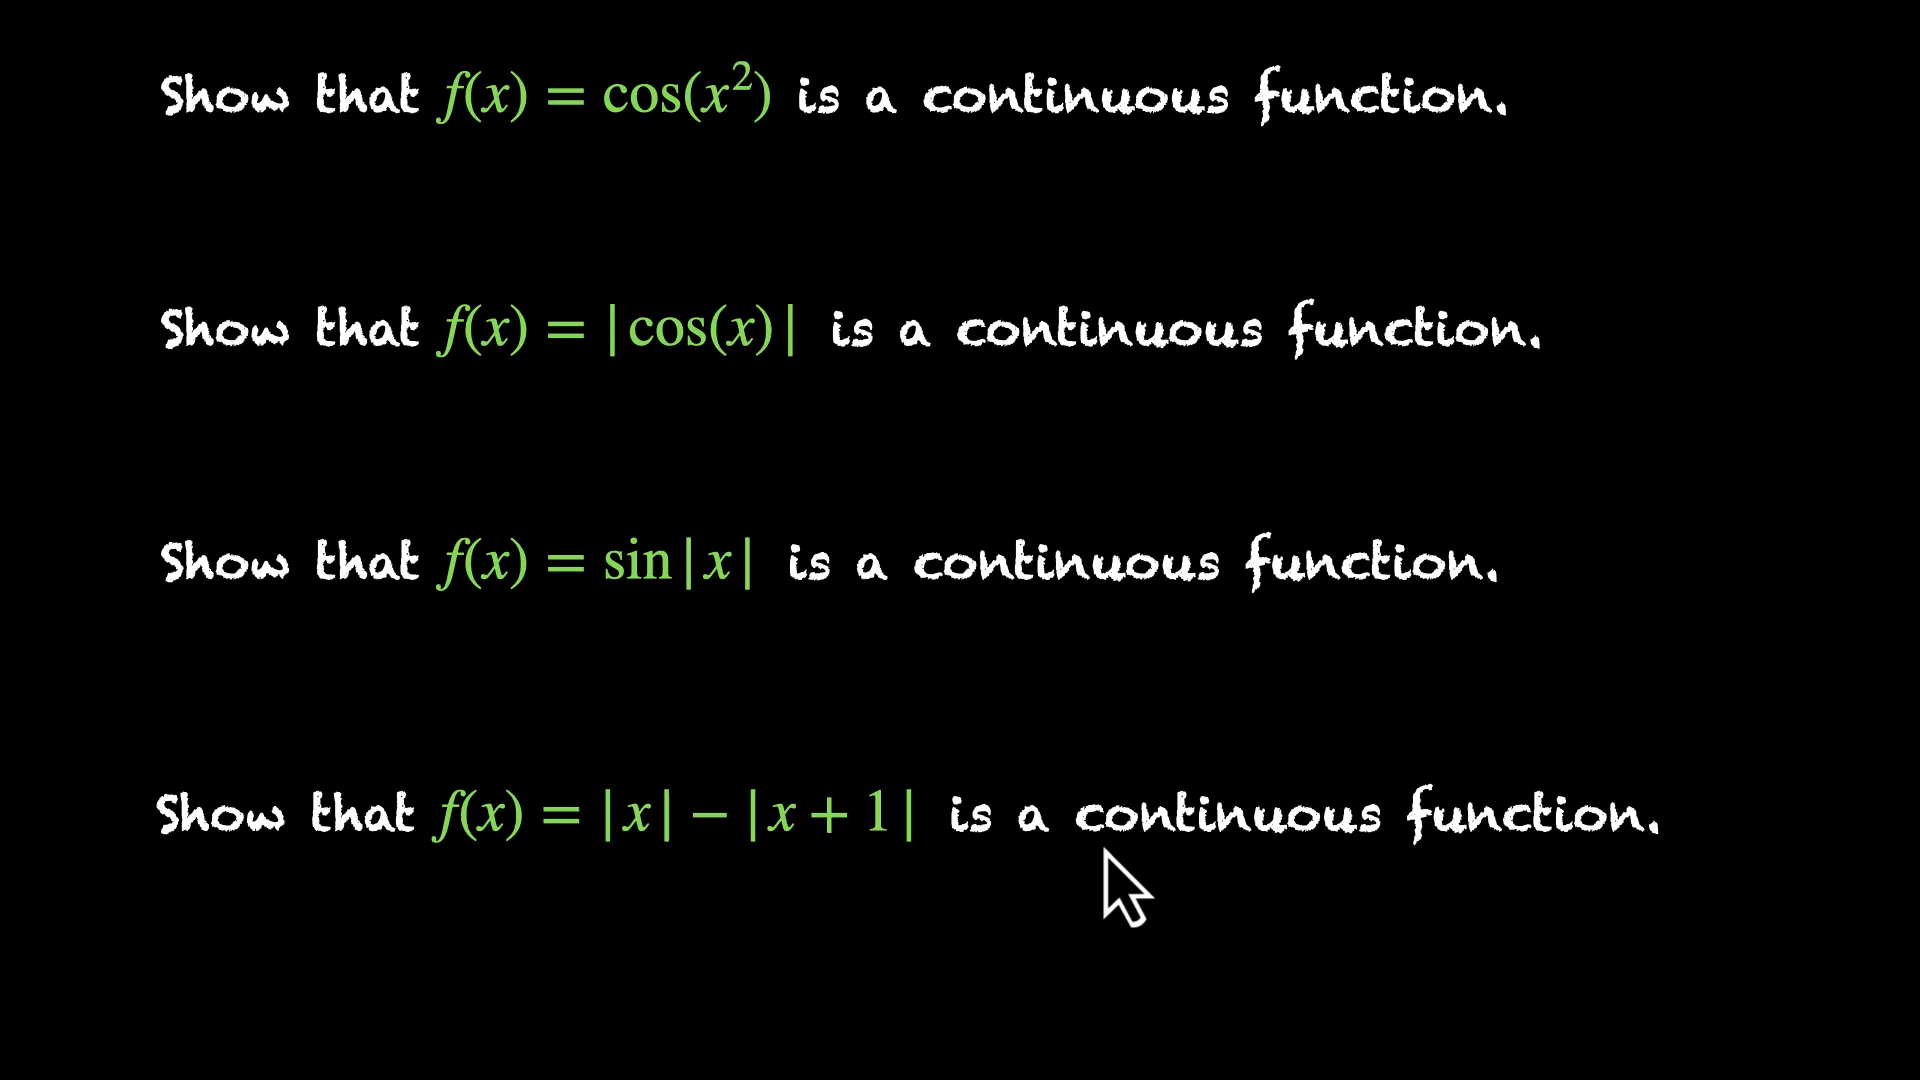 Show that f(x) = cos(x²) is a continuous function.
Show that f(x) = |cos(x)| is a continuous function.
Show that f(x) = sin|x| is a continuous function.
Show that f(x) = |x| − |x + 1| is a continuous function.